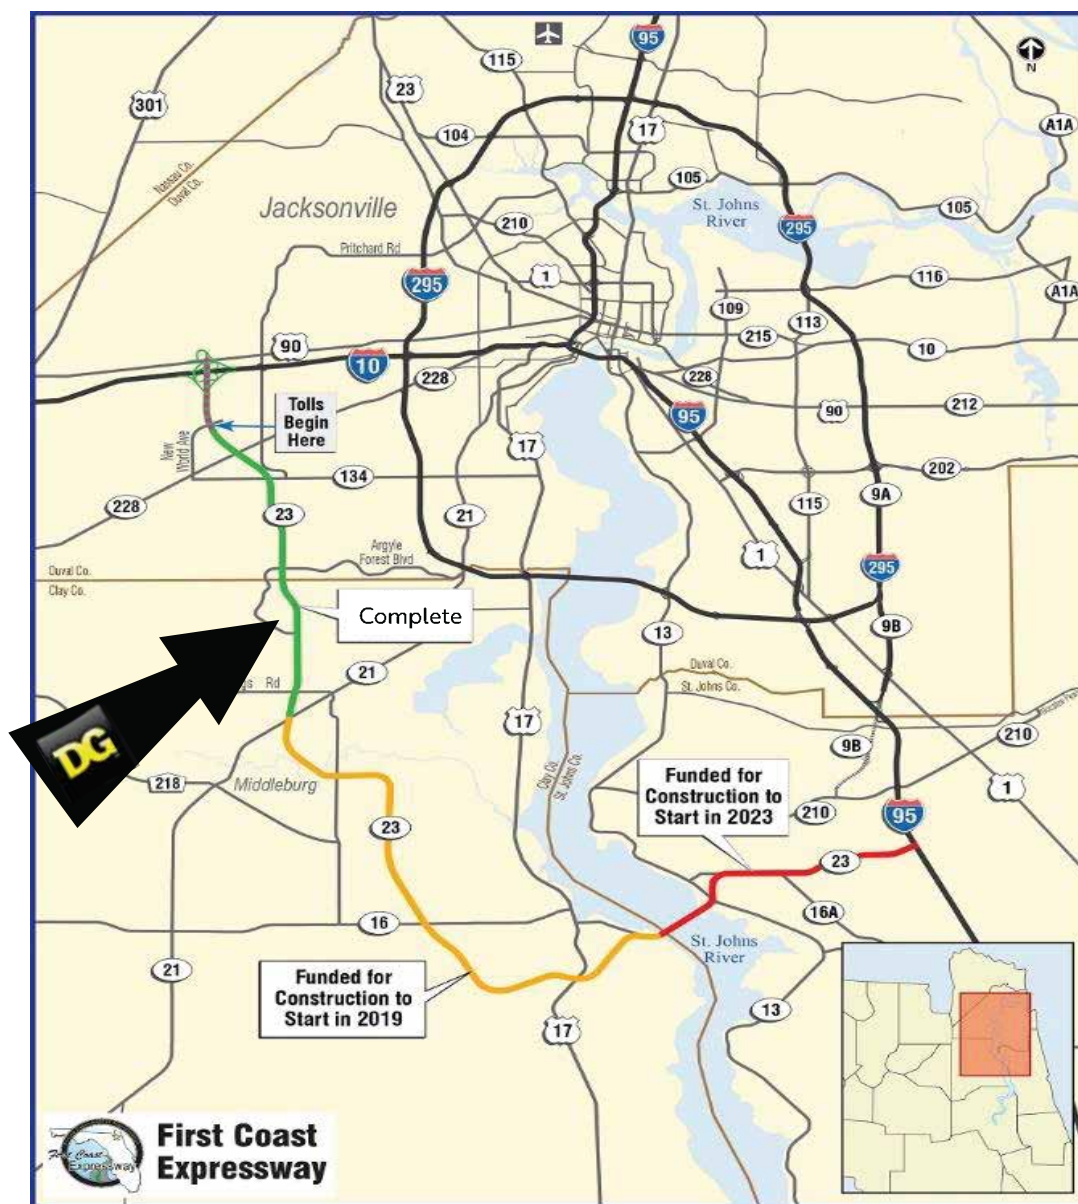 95
N
115
301
23
17
A1A
104
Nassau Co.
Duval Co.
105
Jacksonville
St. Johns
River
210
105
295
Pritchard Rd
295
1
116
A1A
109
113
90
215
10
10
228
228
Tolls
Begin
Here
95
90
212
New
World Ave
17
134
202
228
23
21
9A
115
Argyle
Forest Blvd
1
Duval Co.
Clay Co.
295
Complete
9B
13
21
Duval Co.
St. Johns Co.
Rd
17
210
DG
9B
Clay Co.
St. Johns Co.
218
Middleburg
Funded for
Construction to
Start in 2023
1
210
95
23
23
16A
16
St. Johns
River
21
Funded for
Construction to
Start in 2019
17
13
First Coast
Expressway
First Coast
Expressway